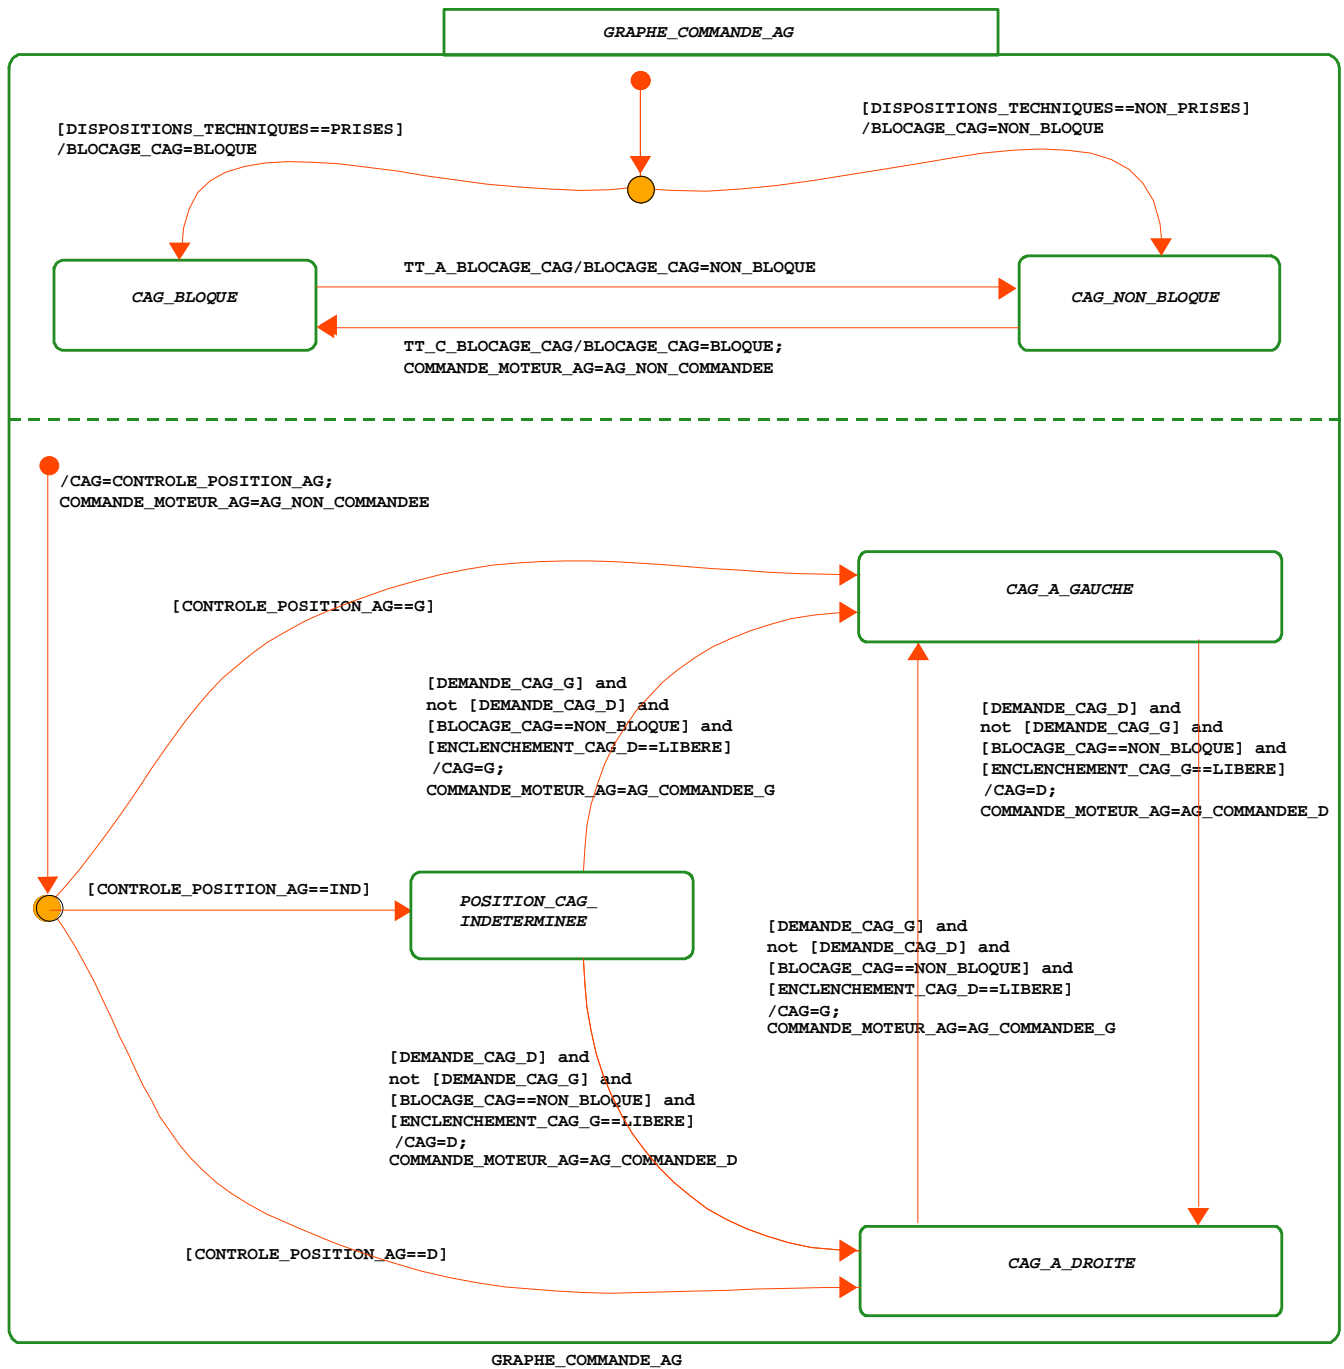 GRAPHE_COMMANDE_AG
[DISPOSITIONS_TECHNIQUES==PRISES]
/BLOCAGE_CAG=BLOQUE
[DISPOSITIONS_TECHNIQUES==NON_PRISES]
/BLOCAGE_CAG=NON_BLOQUE
CAG_BLOQUE
TT_A_BLOCAGE_CAG/BLOCAGE_CAG=NON_BLOQUE
CAG_NON_BLOQUE
TT_C_BLOCAGE_CAG/BLOCAGE_CAG=BLOQUE;
COMMANDE_MOTEUR_AG=AG_NON_COMMANDEE
/CAG=CONTROLE_POSITION_AG;
COMMANDE_MOTEUR_AG=AG_NON_COMMANDEE
[CONTROLE_POSITION_AG==G]
CAG_A_GAUCHE
[DEMANDE_CAG_G] and
not [DEMANDE_CAG_D] and
[BLOCAGE_CAG==NON_BLOQUE] and
[ENCLENCHEMENT_CAG_D==LIBERE]
/CAG=G;
COMMANDE_MOTEUR_AG=AG_COMMANDEE_G
[DEMANDE_CAG_D] and
not [DEMANDE_CAG_G] and
[BLOCAGE_CAG==NON_BLOQUE] and
[ENCLENCHEMENT_CAG_G==LIBERE]
/CAG=D;
COMMANDE_MOTEUR_AG=AG_COMMANDEE_D
[CONTROLE_POSITION_AG==IND]
POSITION_CAG_
INDETERMINEE
[DEMANDE_CAG_G] and
not [DEMANDE_CAG_D] and
[BLOCAGE_CAG==NON_BLOQUE] and
[ENCLENCHEMENT_CAG_D==LIBERE]
/CAG=G;
COMMANDE_MOTEUR_AG=AG_COMMANDEE_G
[DEMANDE_CAG_D] and
not [DEMANDE_CAG_G] and
[BLOCAGE_CAG==NON_BLOQUE] and
[ENCLENCHEMENT_CAG_G==LIBERE]
/CAG=D;
COMMANDE_MOTEUR_AG=AG_COMMANDEE_D
[CONTROLE_POSITION_AG==D]
CAG_A_DROITE
GRAPHE_COMMANDE_AG